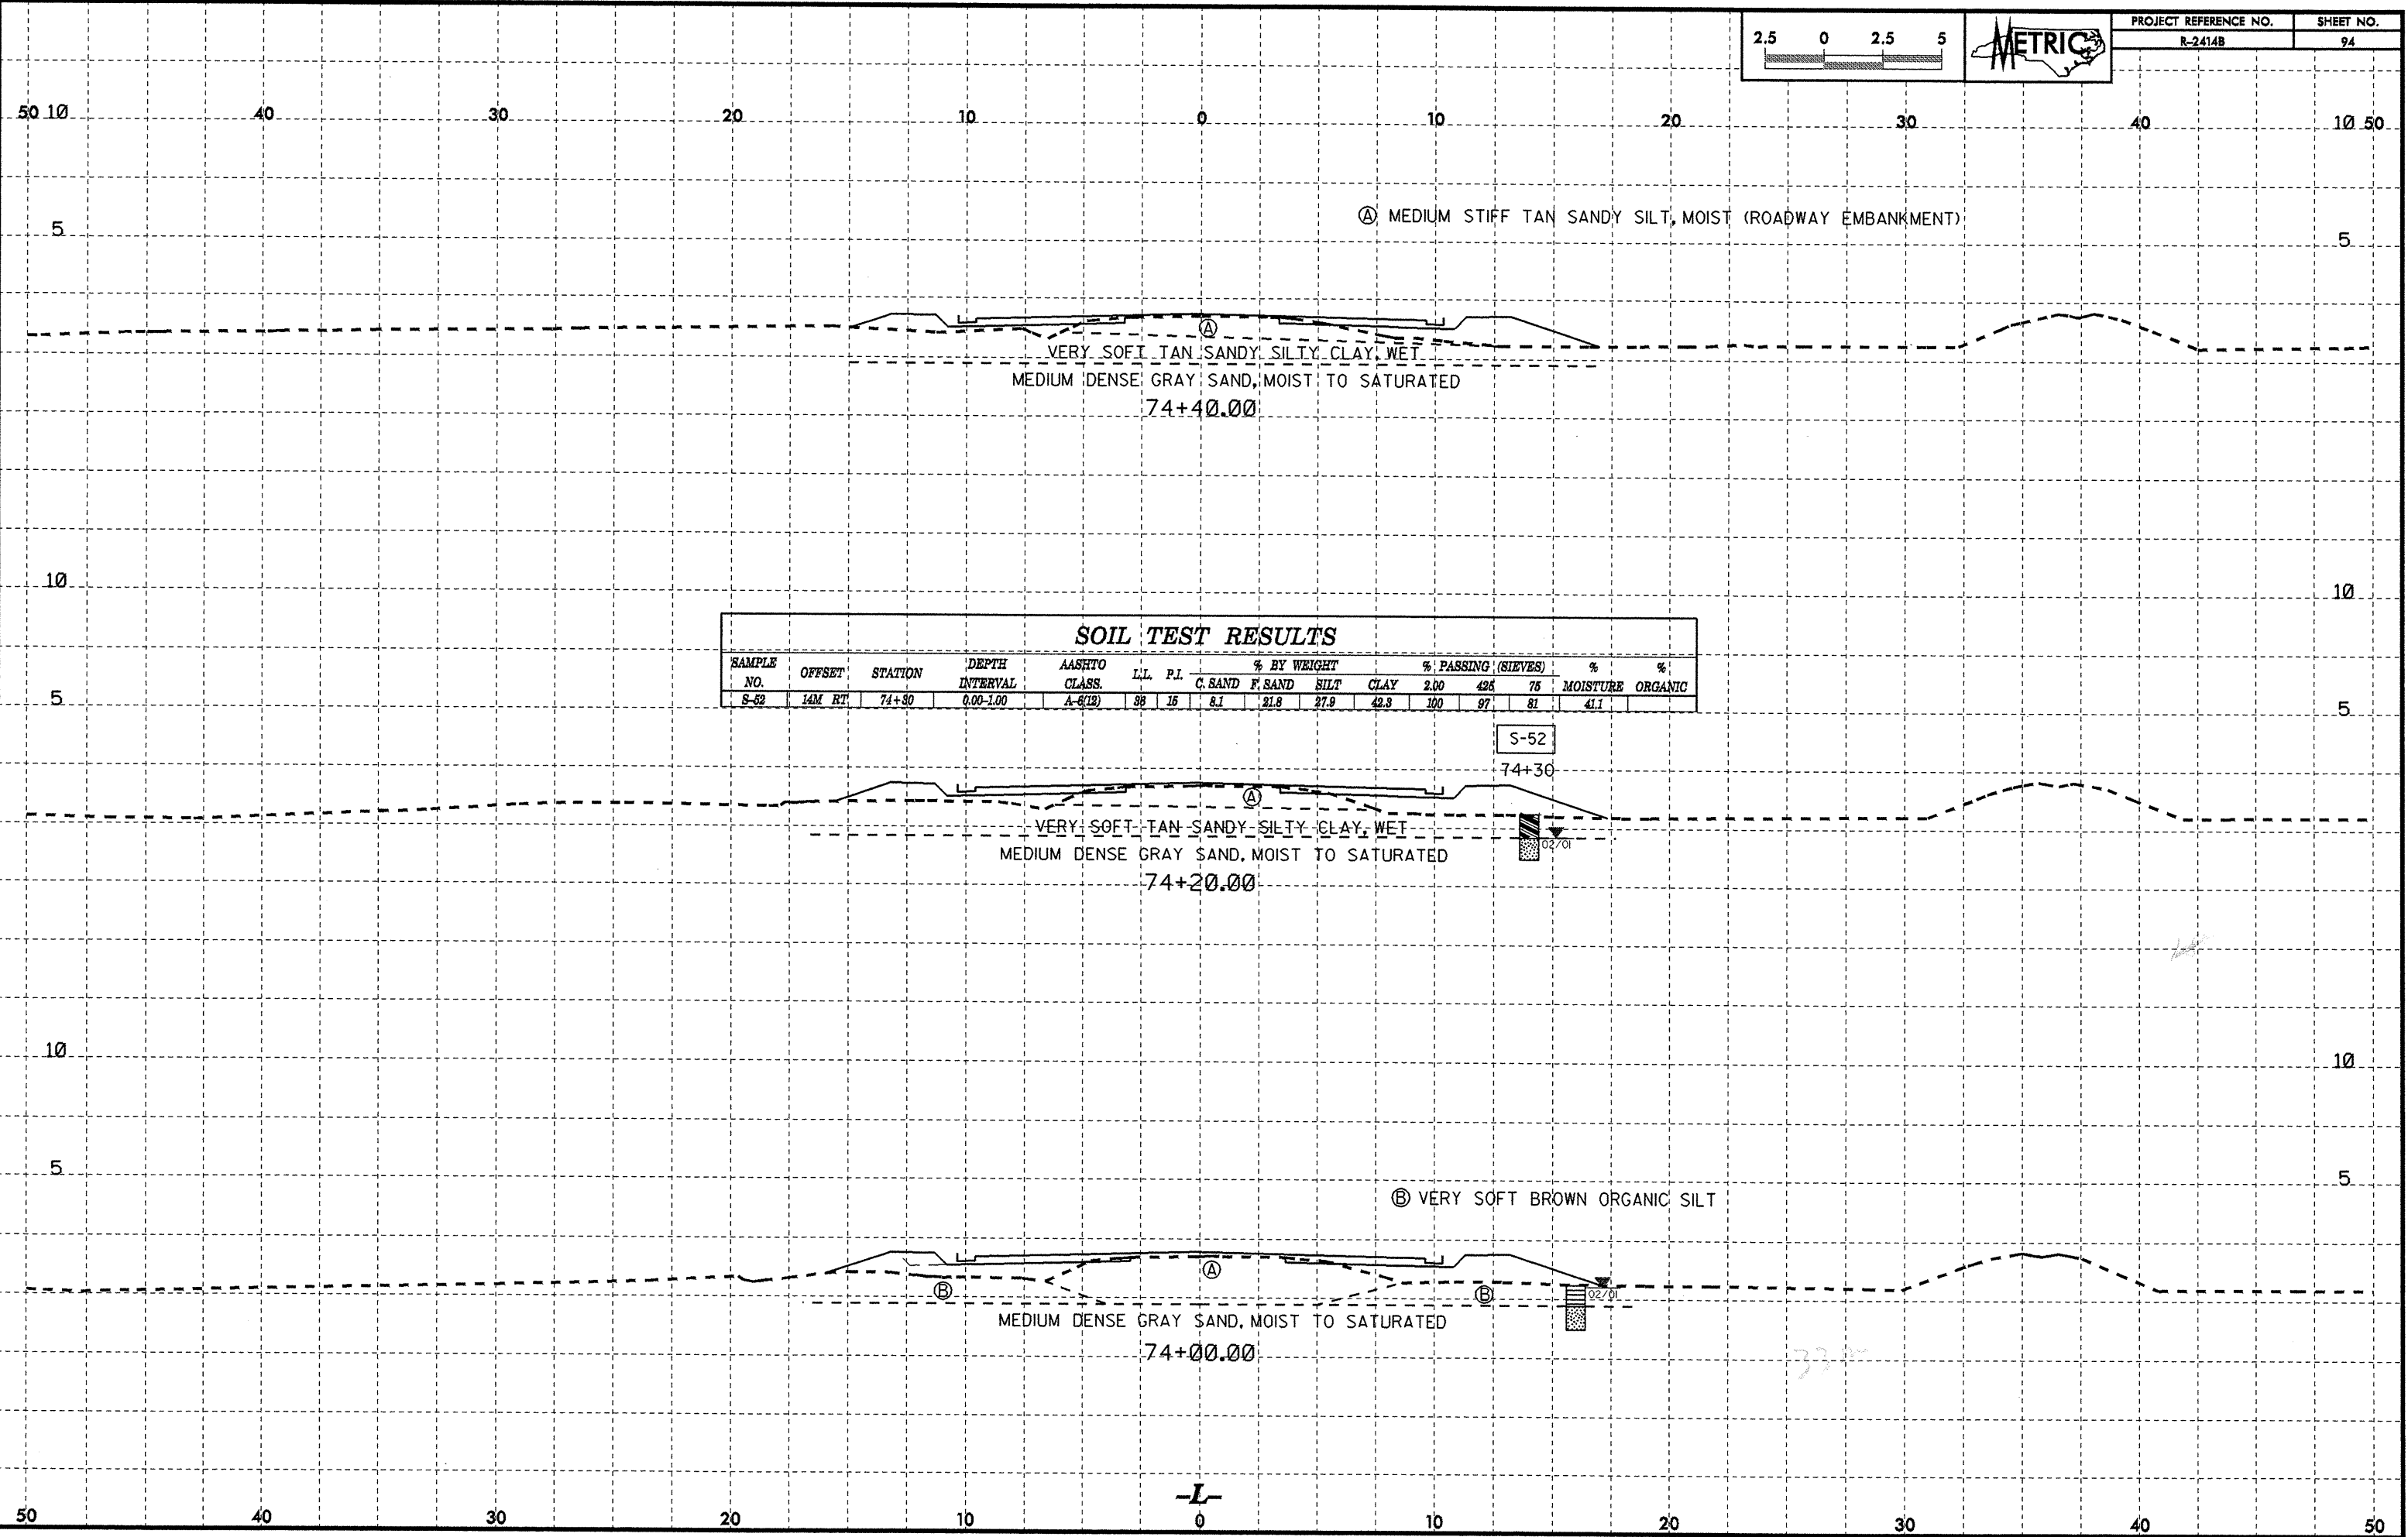 2.5 0 2.5 5
METRIC
PROJECT REFERENCE NO. SHEET NO.
R-2414B 94
50 10 40 30 20 10 0 10 20 30 40 10 50
Ⓐ MEDIUM STIFF TAN SANDY SILT, MOIST (ROADWAY EMBANKMENT)
5 5
Ⓐ
VERY SOFT TAN SANDY SILTY CLAY, WET
MEDIUM DENSE GRAY SAND, MOIST TO SATURATED
74+40.00
10 10
SOIL TEST RESULTS
SAMPLE NO. OFFSET STATION DEPTH INTERVAL AASHTO CLASS. L.L. P.I. % BY WEIGHT C. SAND F. SAND SILT CLAY % PASSING (SIEVES) 2.00 425 75 % MOISTURE % ORGANIC
S-52 14M RT 74+30 0.00-1.00 A-6(12) 38 15 8.1 21.8 27.9 42.3 100 97 81 41.1
5 5
S-52
74+30
Ⓐ
VERY SOFT TAN SANDY SILTY CLAY, WET
02/01
MEDIUM DENSE GRAY SAND, MOIST TO SATURATED
74+20.00
10 10
5 5
Ⓑ VERY SOFT BROWN ORGANIC SILT
Ⓐ
Ⓑ Ⓑ 02/01
MEDIUM DENSE GRAY SAND, MOIST TO SATURATED
74+00.00
-L-
50 40 30 20 10 0 10 20 30 40 50